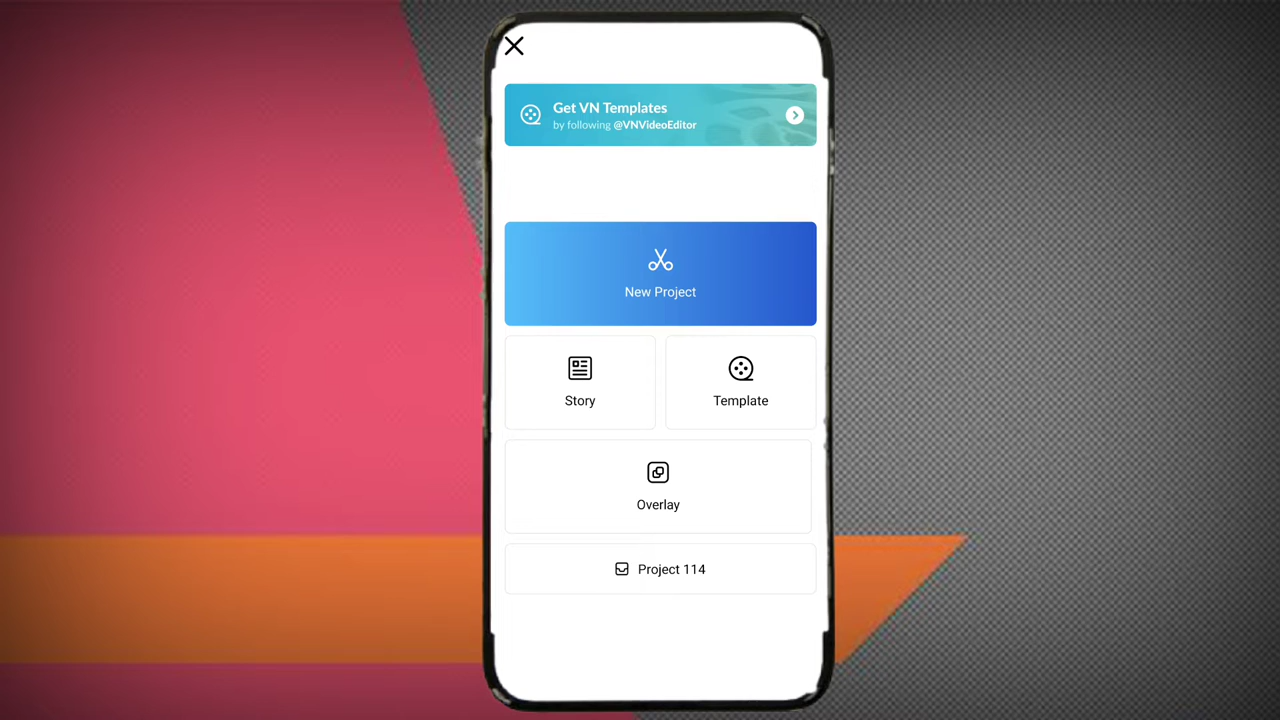 Get VN Templates
by following @VNVideoEditor
New Project
Story
Template
Overlay
Project 114